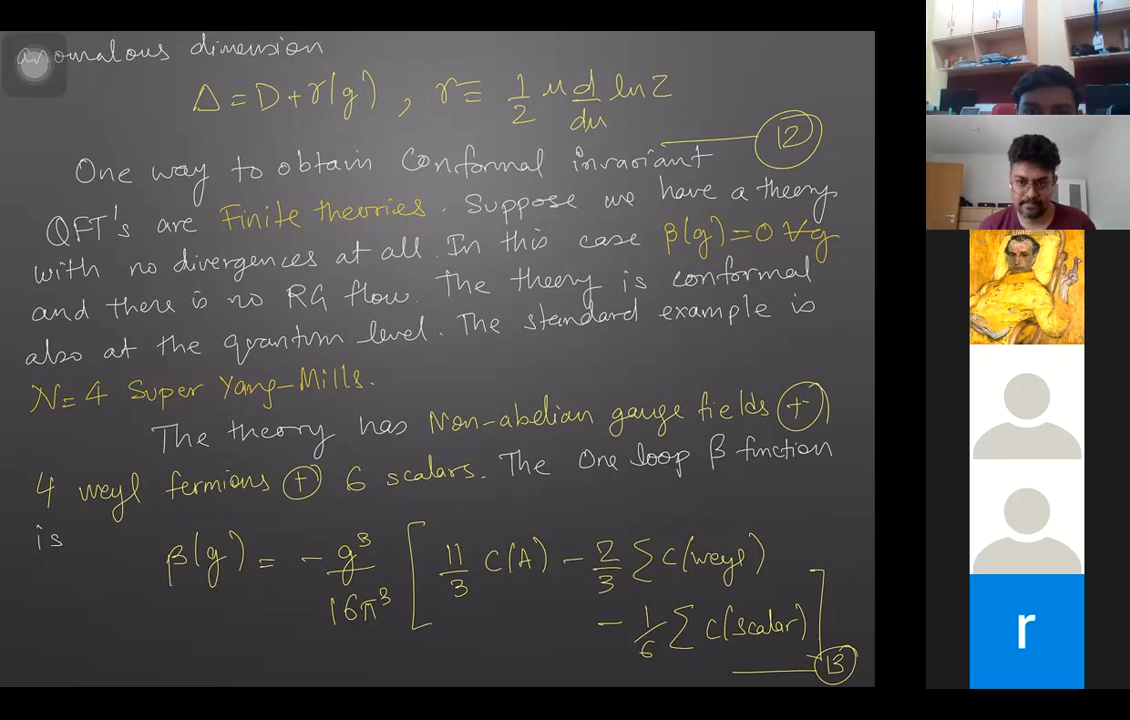 anomalous dimension
Δ = D + γ(g) , γ ≡ 1/2 μ d/dμ ln Z
12
One way to obtain Conformal invariant
QFT's are Finite theories. Suppose we have a theory
with no divergences at all. In this case β(g) = 0 ∀g
and there is no RG flow. The theory is conformal
also at the quantum level. The standard example is
N=4 Super Yang-Mills.
The theory has Non-abelian gauge fields ⊕
4 weyl fermions ⊕ 6 scalars. The One loop β function
is
β(g) = - g³/16π³ [ 11/3 C(A) - 2/3 Σ C(weyl)
- 1/6 Σ C(scalar) ]
13
r